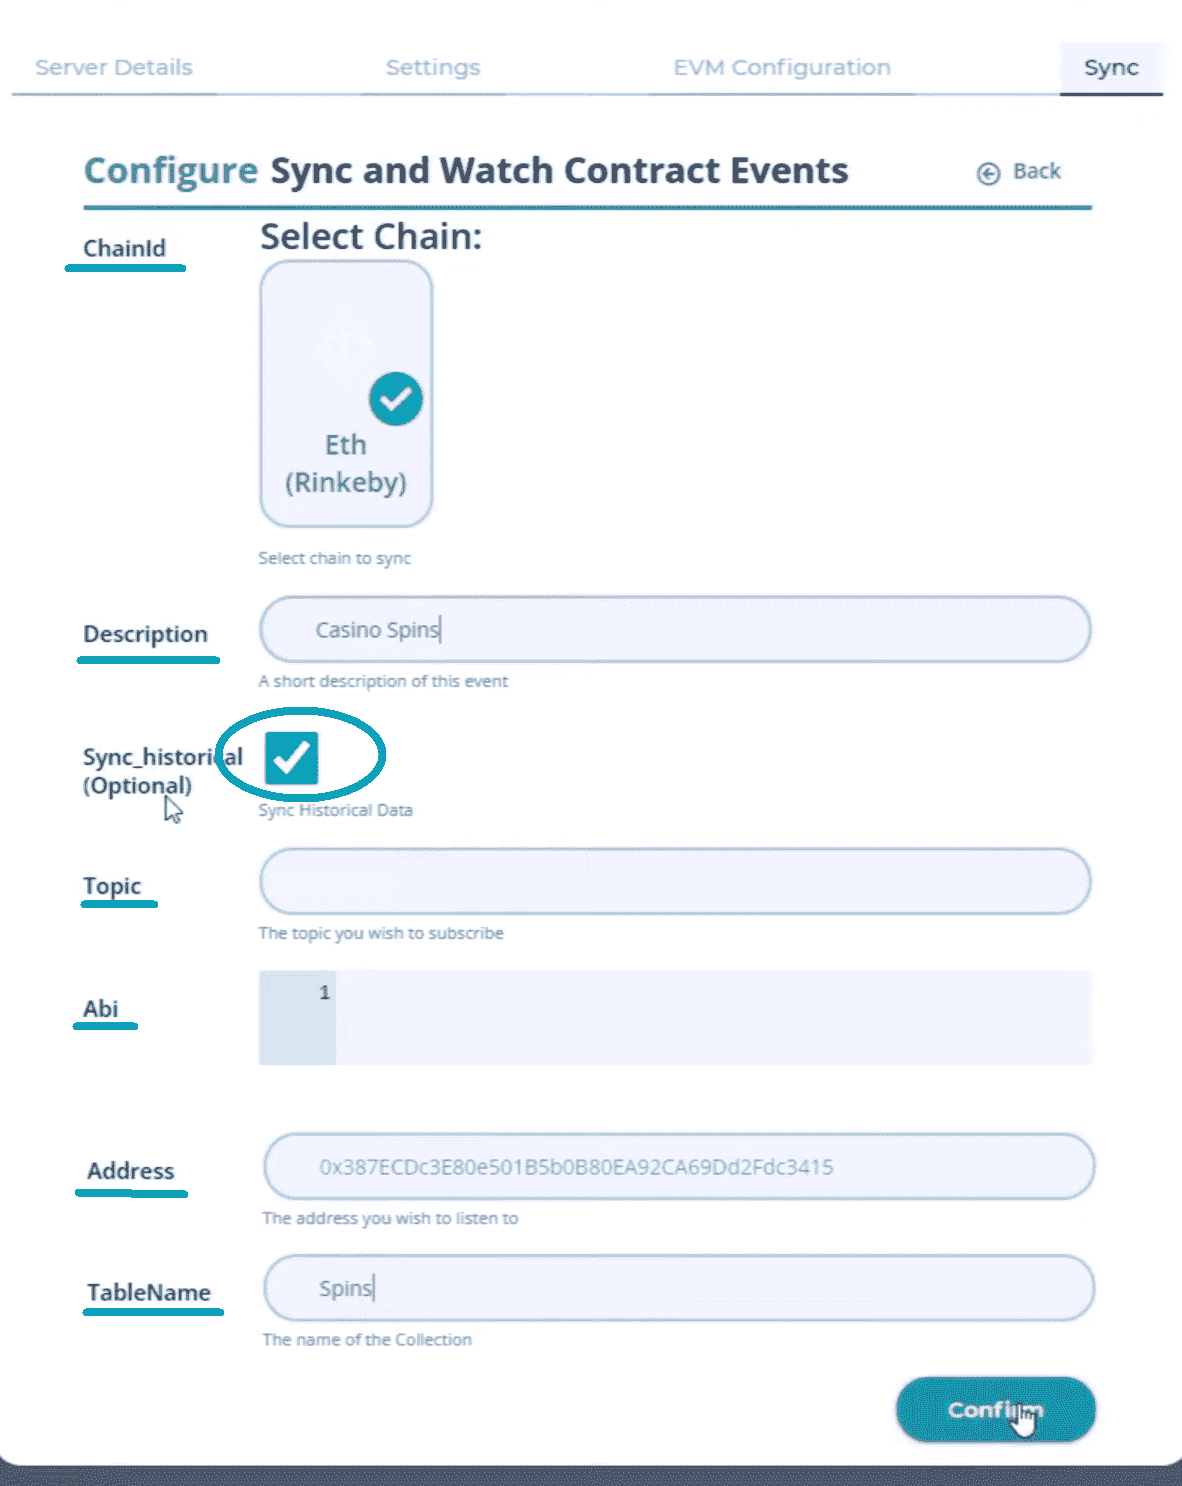 Server Details Settings EVM Configuration Sync
Configure Sync and Watch Contract Events Back
ChainId
Select Chain:
Eth
(Rinkeby)
Select chain to sync
Description
Casino Spins
A short description of this event
Sync_historical
(Optional)
Sync Historical Data
Topic
The topic you wish to subscribe
Abi
1
Address
0x387ECDc3E80e501B5b0B80EA92CA69Dd2Fdc3415
The address you wish to listen to
TableName
Spins
The name of the Collection
Confirm